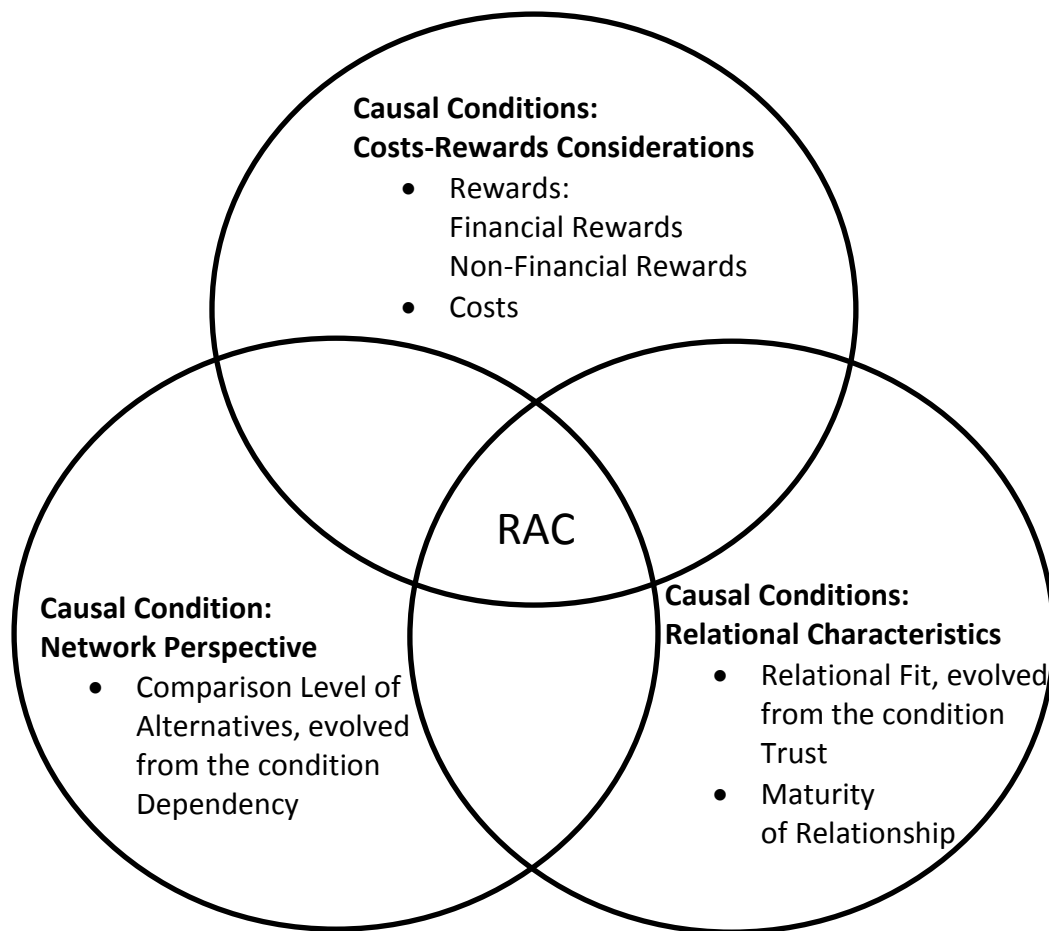 Causal Conditions:
Costs-Rewards Considerations
• Rewards:
Financial Rewards
Non-Financial Rewards
• Costs
RAC
Causal Condition:
Network Perspective
• Comparison Level of
Alternatives, evolved
from the condition
Dependency
Causal Conditions:
Relational Characteristics
• Relational Fit, evolved
from the condition
Trust
• Maturity
of Relationship